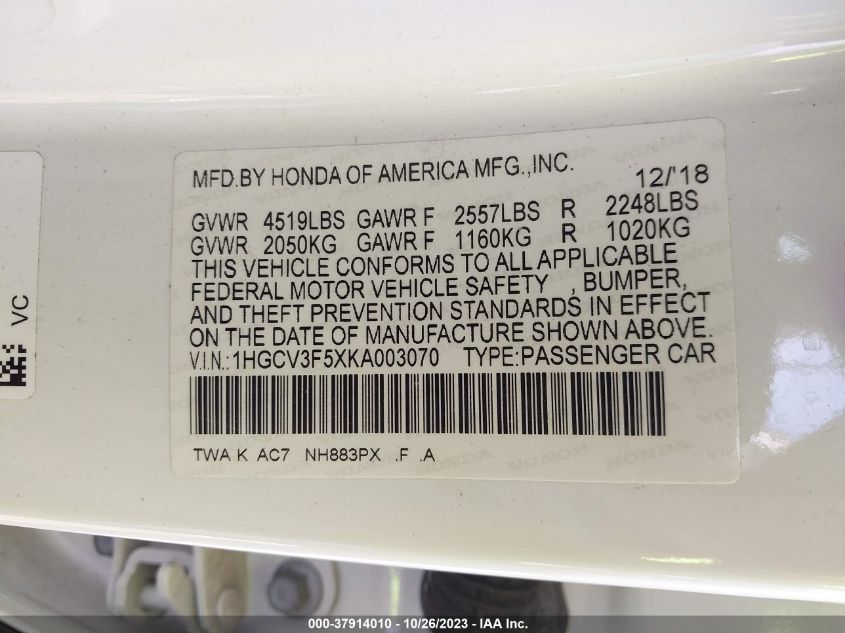 MFD.BY HONDA OF AMERICA MFG.,INC. 12/'18
GVWR 4519LBS GAWR F 2557LBS R 2248LBS
GVWR 2050KG GAWR F 1160KG R 1020KG
THIS VEHICLE CONFORMS TO ALL APPLICABLE
FEDERAL MOTOR VEHICLE SAFETY , BUMPER,
AND THEFT PREVENTION STANDARDS IN EFFECT
ON THE DATE OF MANUFACTURE SHOWN ABOVE.
V.I.N.:1HGCV3F5XKA003070 TYPE:PASSENGER CAR
TWA K AC7 NH883PX .F .A
VC
000-37914010 - 10/26/2023 - IAA Inc.